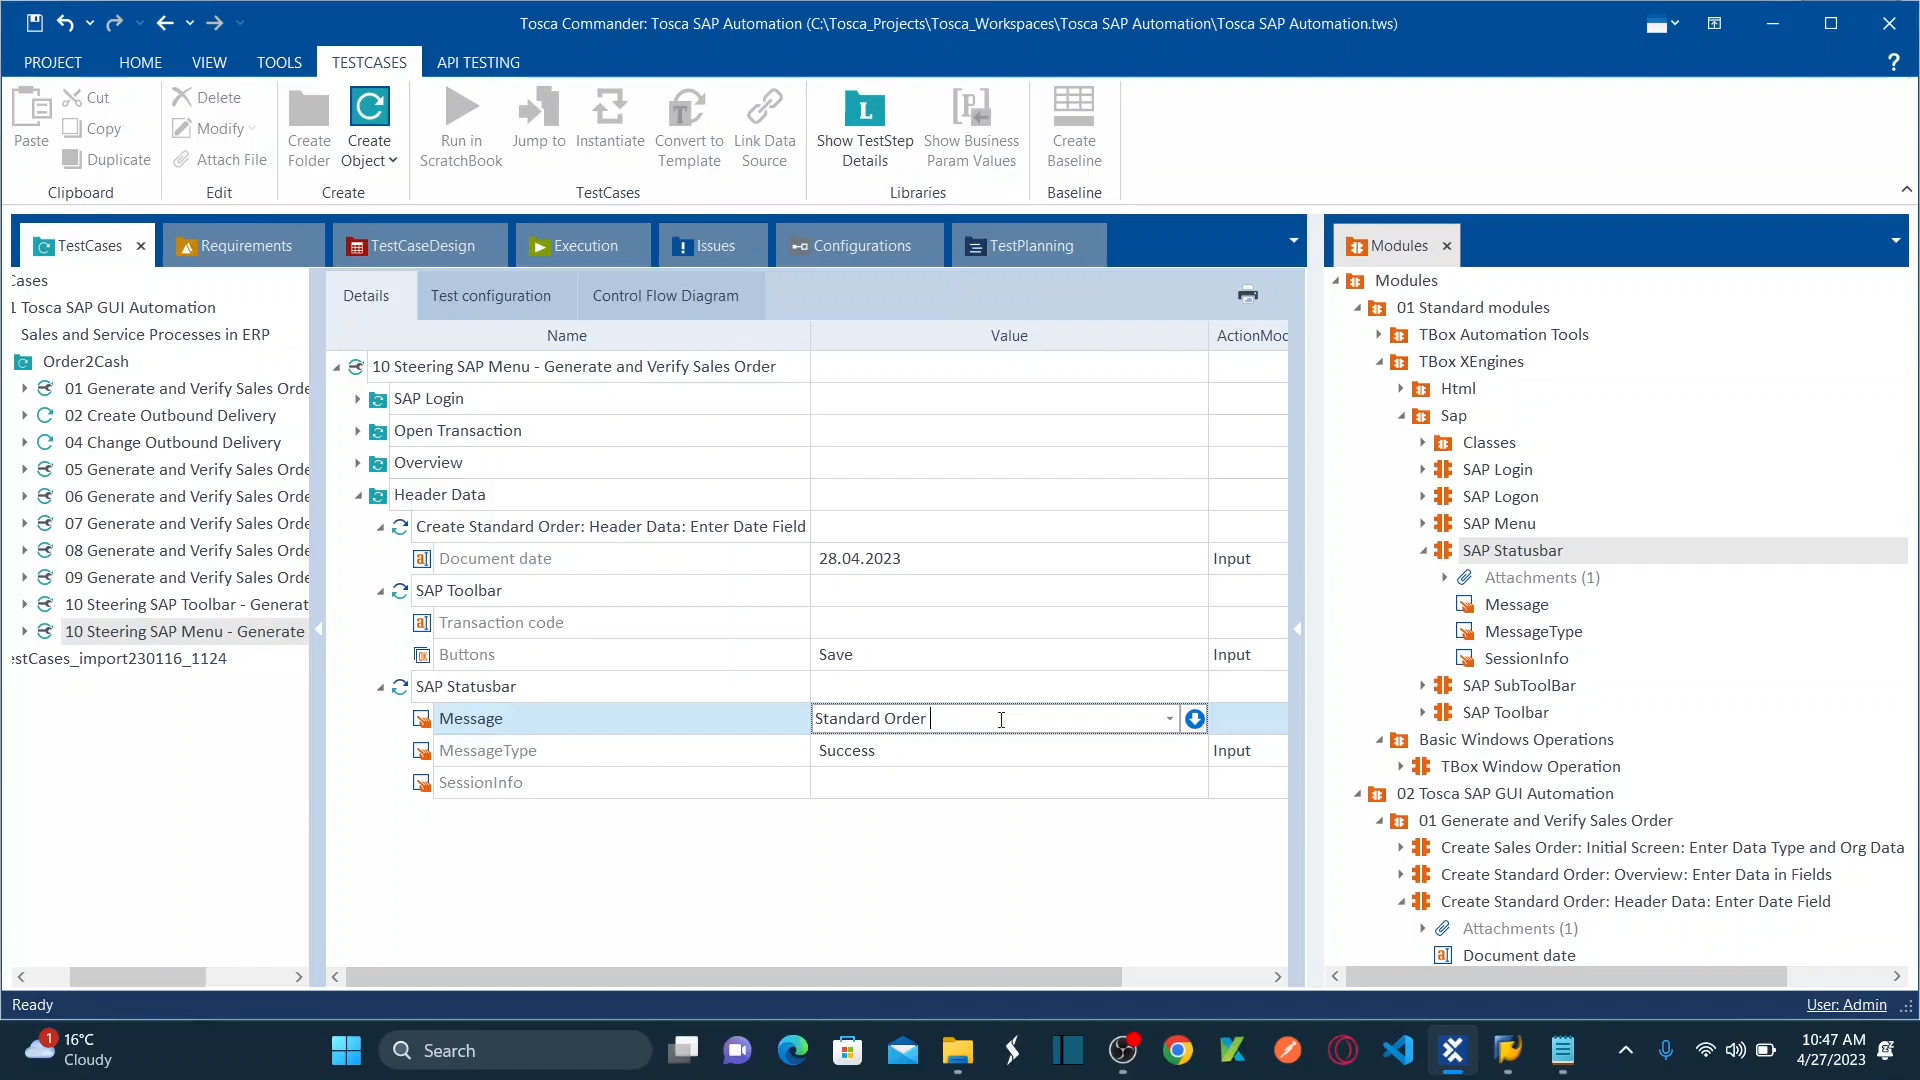 Tosca Commander: Tosca SAP Automation (C:\Tosca_Projects\Tosca_Workspaces\Tosca SAP Automation\Tosca SAP Automation.tws)
PROJECT HOME VIEW TOOLS TESTCASES API TESTING ?
Paste Cut Copy Duplicate Clipboard
Delete Modify Attach File Edit
Create Folder Create Object Create
Run in ScratchBook Jump to Instantiate Convert to Template Link Data Source TestCases
Show TestStep Details Show Business Param Values Libraries
Create Baseline Baseline
TestCases Requirements TestCaseDesign Execution Issues Configurations TestPlanning
Cases
1 Tosca SAP GUI Automation
Sales and Service Processes in ERP
Order2Cash
01 Generate and Verify Sales Orde
02 Create Outbound Delivery
04 Change Outbound Delivery
05 Generate and Verify Sales Orde
06 Generate and Verify Sales Orde
07 Generate and Verify Sales Orde
08 Generate and Verify Sales Orde
09 Generate and Verify Sales Orde
10 Steering SAP Toolbar - Generat
10 Steering SAP Menu - Generate
estCases_import230116_1124
Details Test configuration Control Flow Diagram
Name Value ActionMod
10 Steering SAP Menu - Generate and Verify Sales Order
SAP Login
Open Transaction
Overview
Header Data
Create Standard Order: Header Data: Enter Date Field
Document date 28.04.2023 Input
SAP Toolbar
Transaction code
Buttons Save Input
SAP Statusbar
Message Standard Order
MessageType Success Input
SessionInfo
Modules
Modules
01 Standard modules
TBox Automation Tools
TBox XEngines
Html
Sap
Classes
SAP Login
SAP Logon
SAP Menu
SAP Statusbar
Attachments (1)
Message
MessageType
SessionInfo
SAP SubToolBar
SAP Toolbar
Basic Windows Operations
TBox Window Operation
02 Tosca SAP GUI Automation
01 Generate and Verify Sales Order
Create Sales Order: Initial Screen: Enter Data Type and Org Data
Create Standard Order: Overview: Enter Data in Fields
Create Standard Order: Header Data: Enter Date Field
Attachments (1)
Document date
Ready User: Admin
1 16°C
Cloudy
Search
10:47 AM
4/27/2023